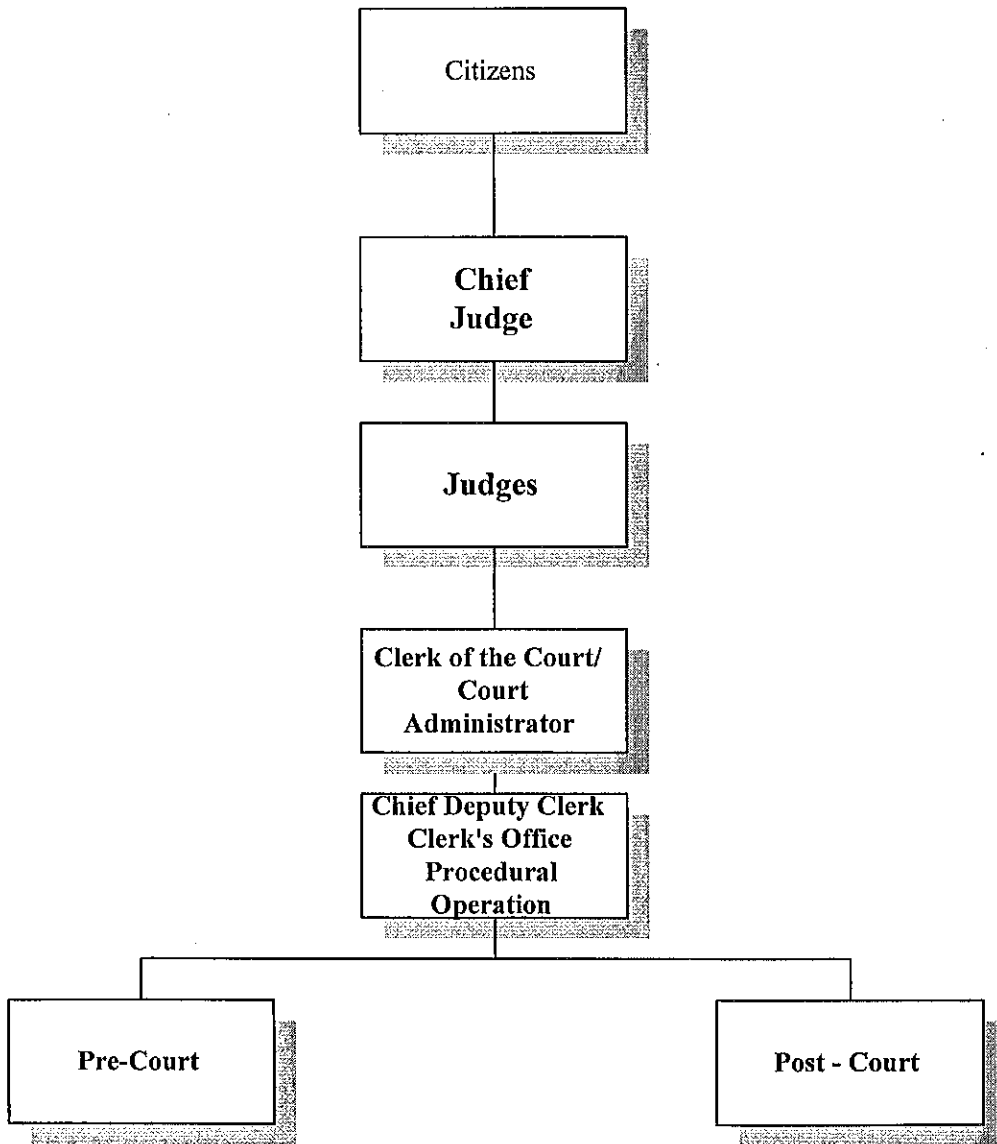 Citizens
Chief
Judge
Judges
Clerk of the Court/
Court
Administrator
Chief Deputy Clerk
Clerk's Office
Procedural
Operation
Pre-Court
Post - Court